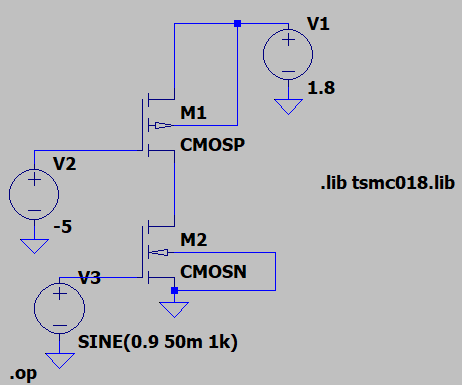 V1
1.8
M1
CMOSP
V2
-5
.lib tsmc018.lib
M2
CMOSN
V3
SINE(0.9 50m 1k)
.op